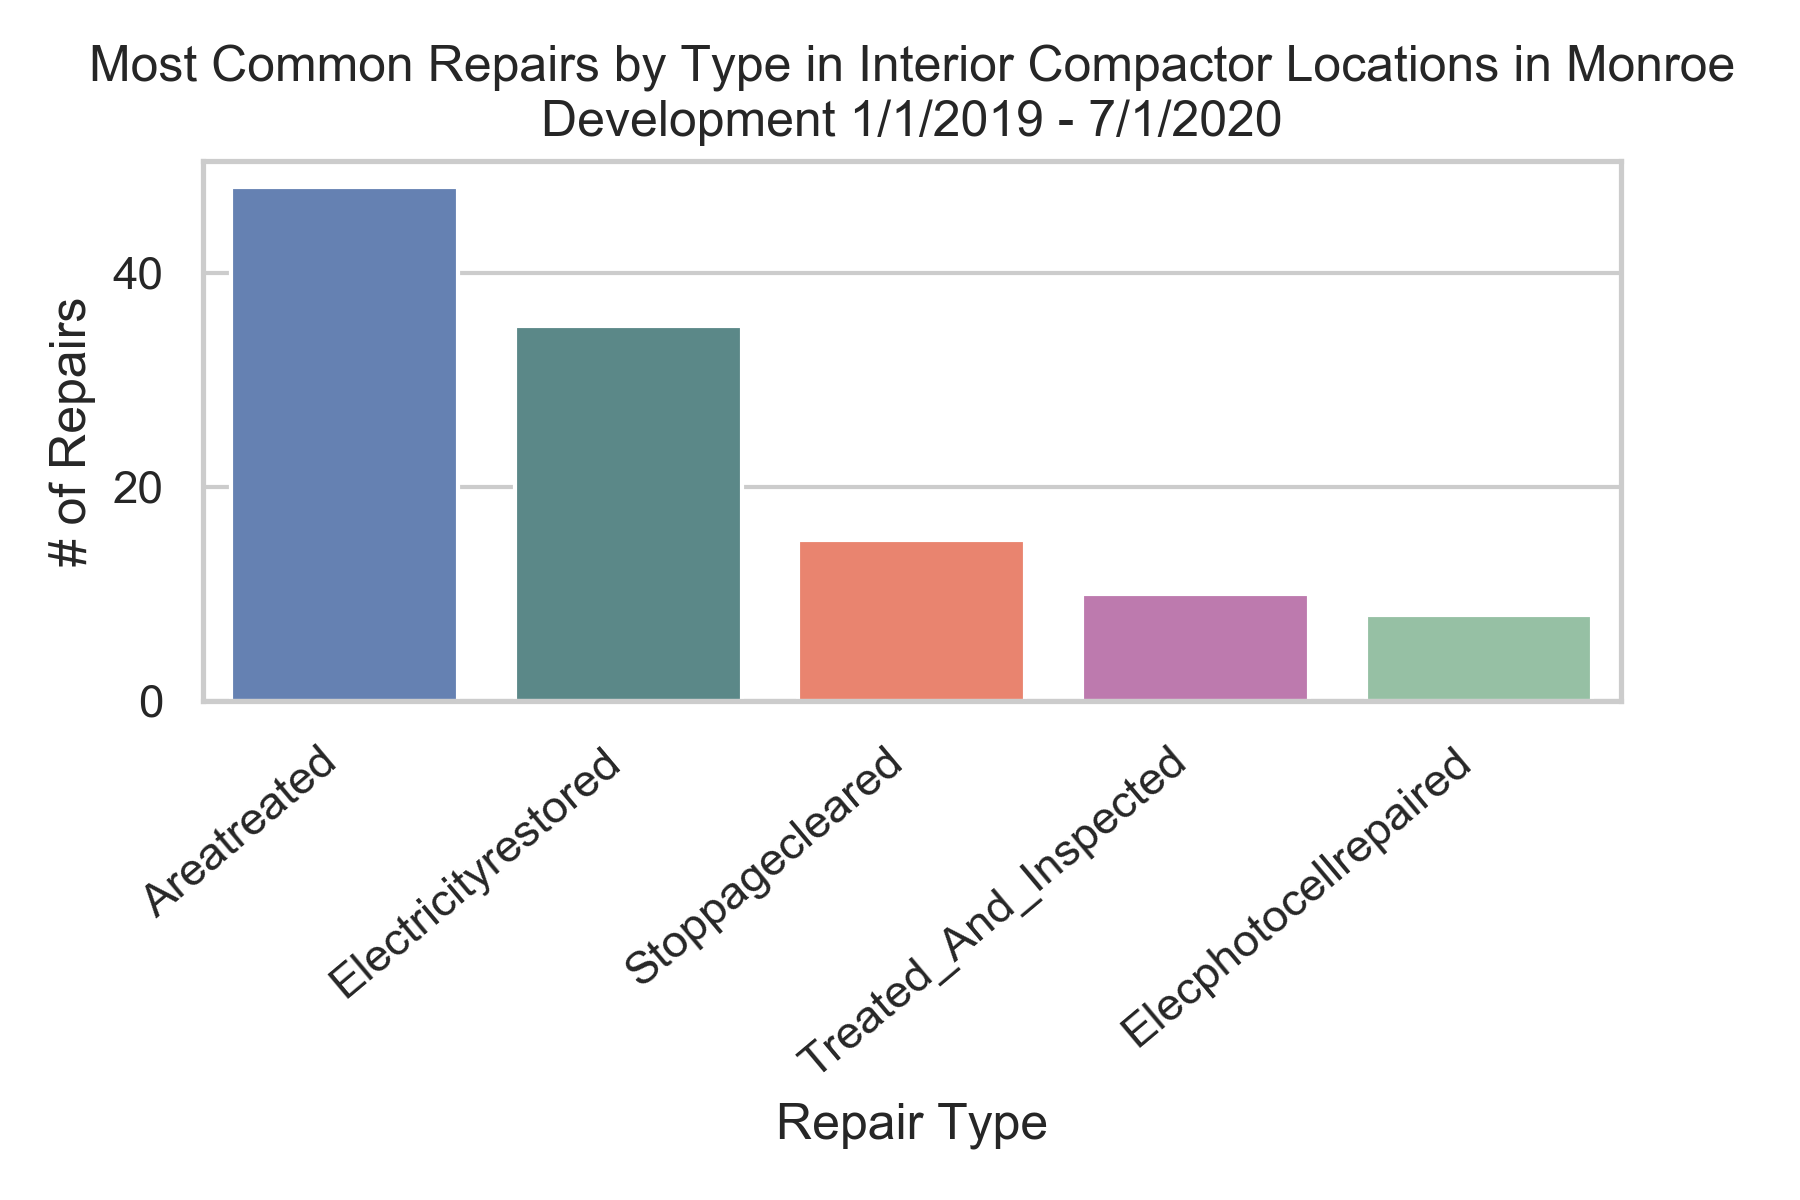 Most Common Repairs by Type in Interior Compactor Locations in Monroe
Development 1/1/2019 - 7/1/2020
# of Repairs
40
20
0
Areatreated
Electricityrestored
Stoppagecleared
Treated_And_Inspected
Elecphotocellrepaired
Repair Type